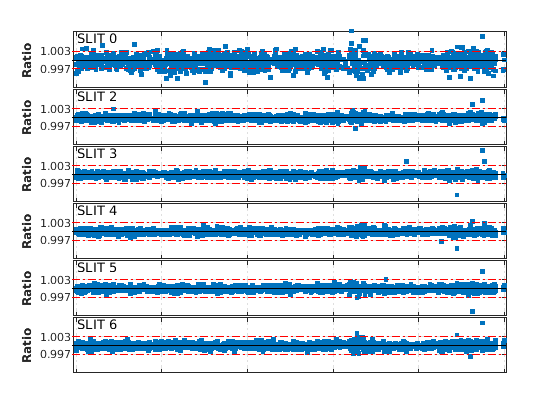 SLIT 0
1.003
0.997
Ratio
SLIT 2
1.003
0.997
Ratio
SLIT 3
1.003
0.997
Ratio
SLIT 4
1.003
0.997
Ratio
SLIT 5
1.003
0.997
Ratio
SLIT 6
1.003
0.997
Ratio